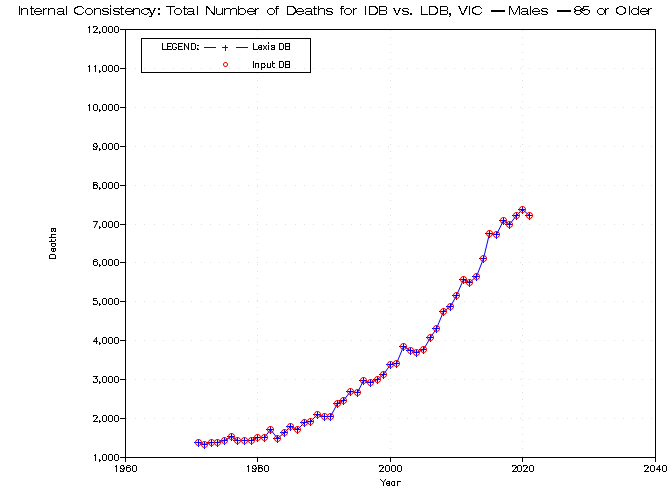 Internal Consistency: Total Number of Deaths for IDB vs. LDB, VIC — Males — 85 or Older
12,000
LEGEND: Lexis DB
Input DB
11,000
10,000
9,000
8,000
7,000
Deaths
6,000
5,000
4,000
3,000
2,000
1,000
1960 1980 2000 2020 2040
Year